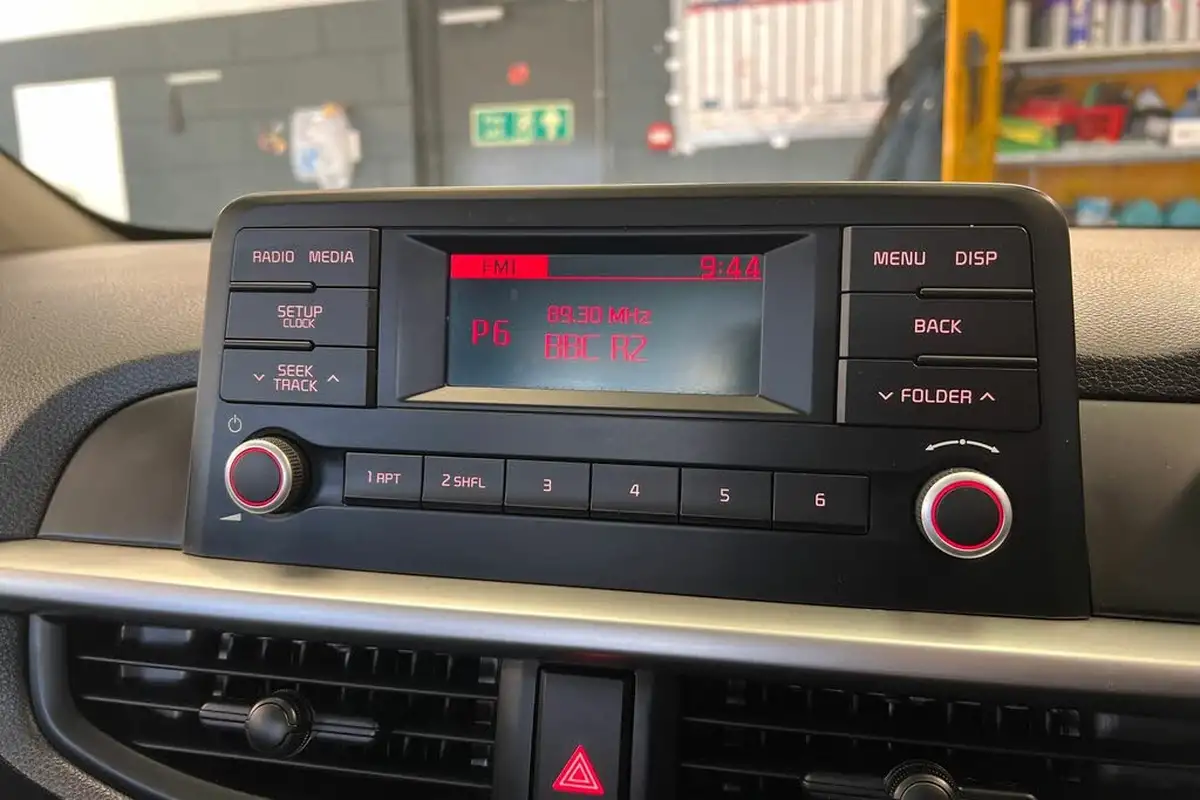 RADIO MEDIA
SETUP
CLOCK
SEEK
TRACK
FM1 9:44
89.30 MHz
P6 BBC R2
MENU DISP
BACK
FOLDER
1 RPT 2 SHFL 3 4 5 6